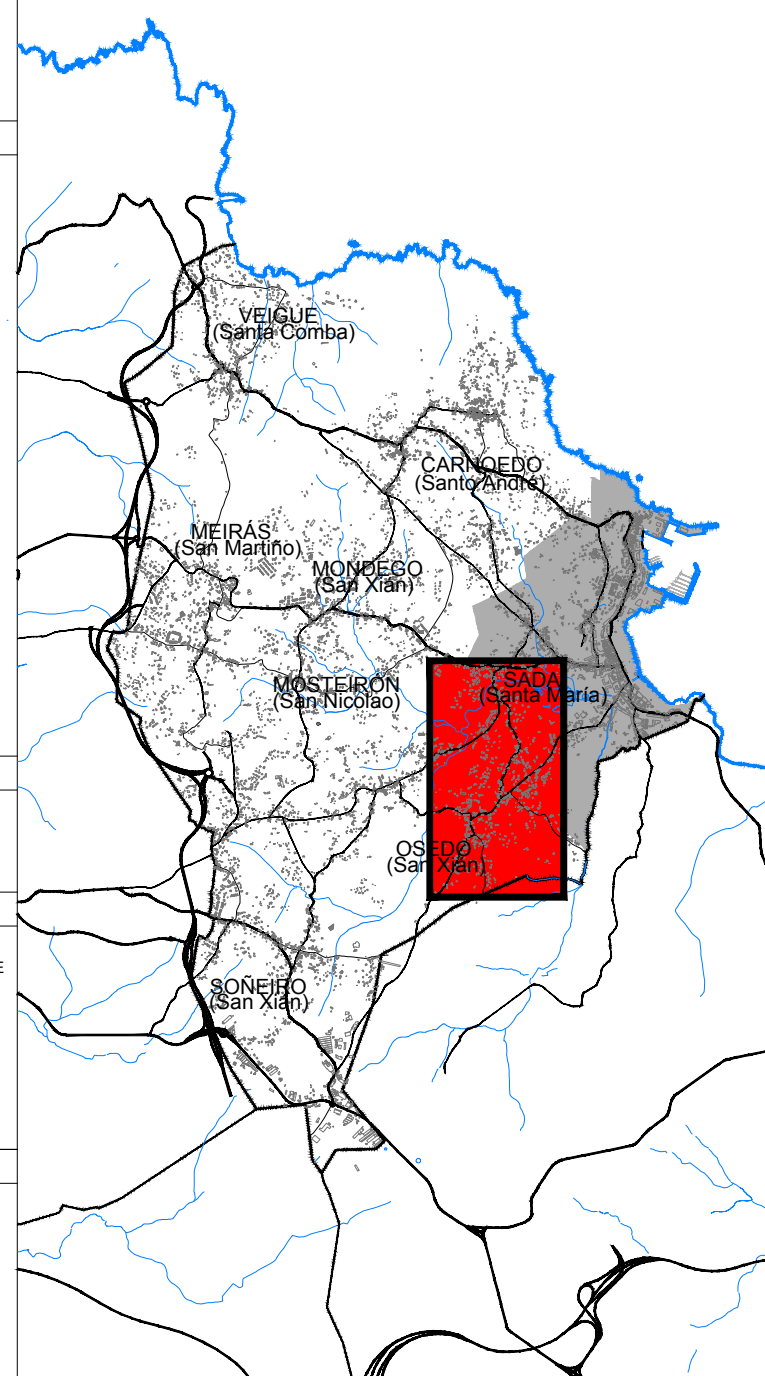 VEIGUE
(Santa Comba)
CARNOEDO
(Santo André)
MEIRÁS
(San Martiño)
MONDEGO
(San Xián)
SADA
(Santa María)
MOSTEIRÓN
(San Nicolao)
OSEDO
(San Xián)
E
SOÑEIRO
(San Xián)